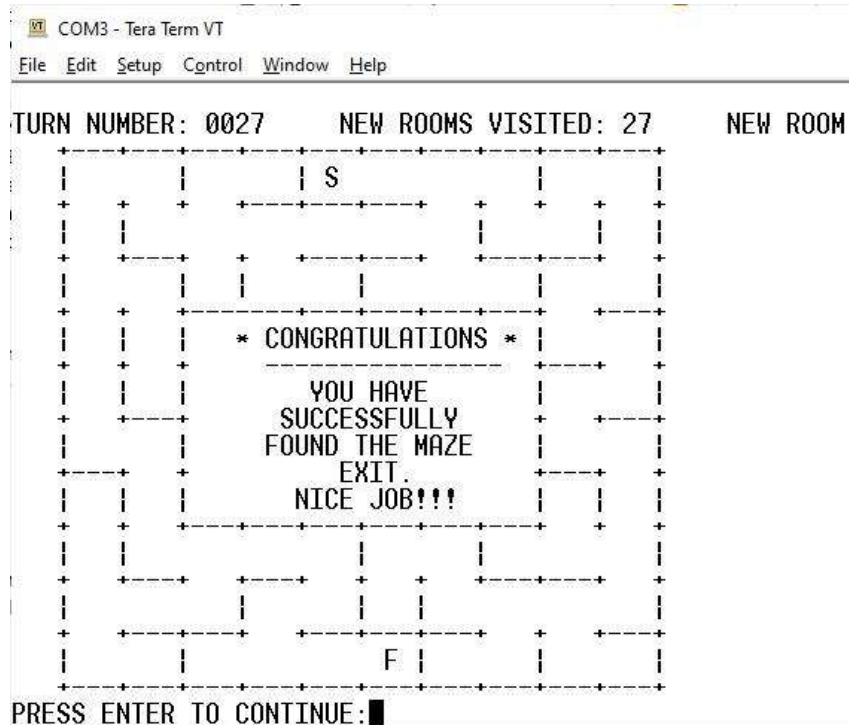 COM3 - Tera Term VT
File Edit Setup Control Window Help
TURN NUMBER: 0027 NEW ROOMS VISITED: 27 NEW ROOM
S
* CONGRATULATIONS *
YOU HAVE
SUCCESSFULLY
FOUND THE MAZE
EXIT.
NICE JOB!!!
F
PRESS ENTER TO CONTINUE: